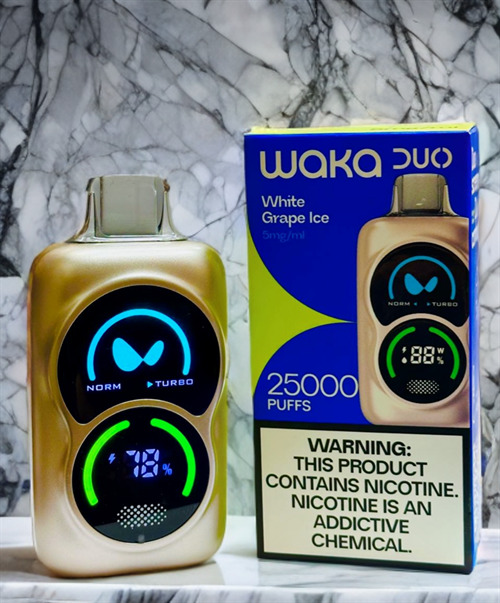 NORM ▶TURBO
78%
waka DUO
White
Grape Ice
5mg/ml
NORM ◀ ▶ TURBO
188 W%
25000
PUFFS
WARNING:
THIS PRODUCT
CONTAINS NICOTINE.
NICOTINE IS AN
ADDICTIVE
CHEMICAL.